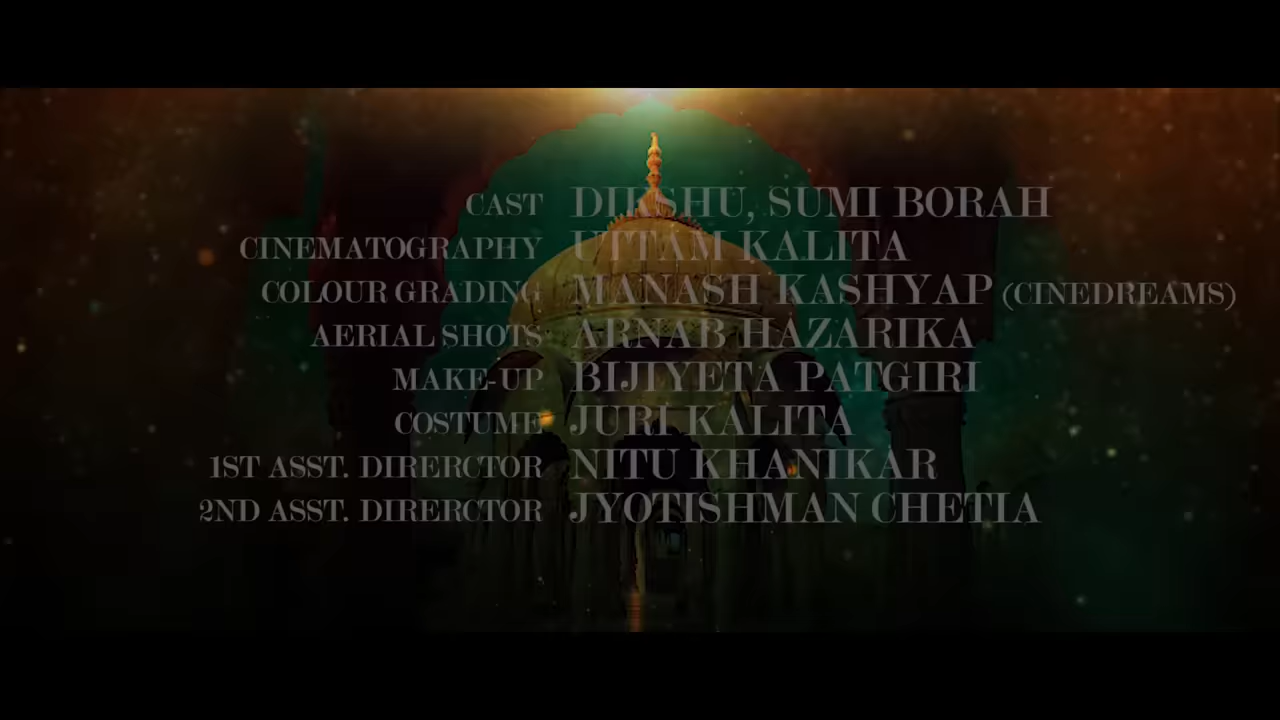 CAST DIKSHU, SUMI BORAH
CINEMATOGRAPHY UTTAM KALITA
COLOUR GRADING MANASH KASHYAP (CINEDREAMS)
AERIAL SHOTS ARNAB HAZARIKA
MAKE-UP BIJIYETA PATGIRI
COSTUME JURI KALITA
1ST ASST. DIRERCTOR NITU KHANIKAR
2ND ASST. DIRERCTOR JYOTISHMAN CHETIA